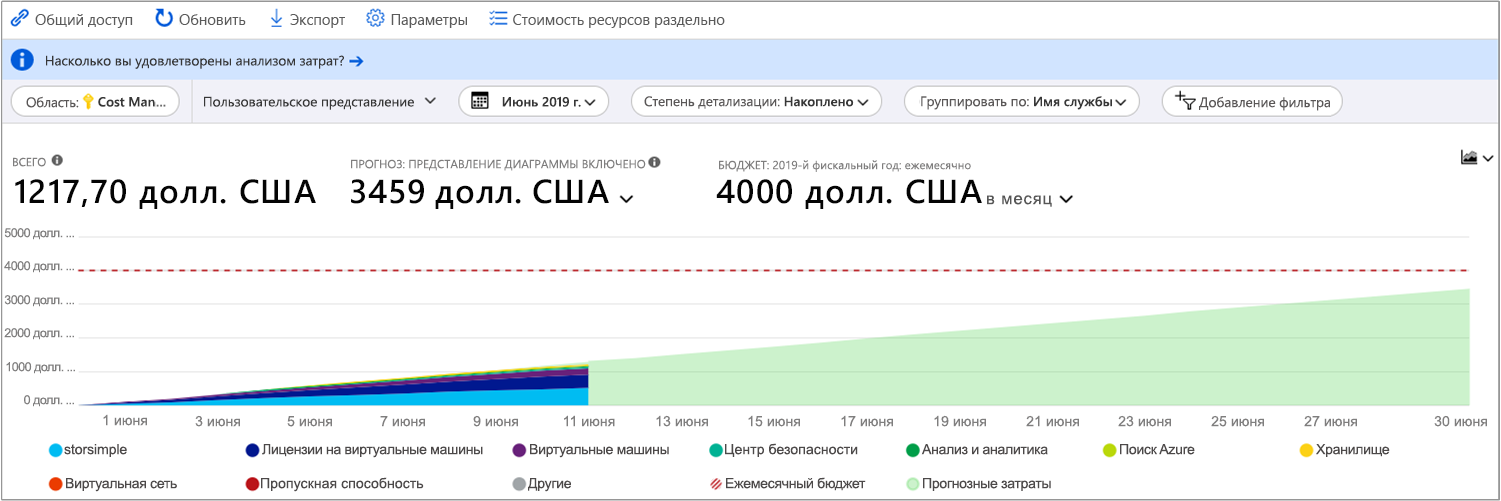 Общий доступ Обновить Экспорт Параметры Стоимость ресурсов раздельно
Насколько вы удовлетворены анализом затрат?
Область: Cost Man... Пользовательское представление Июнь 2019 г. Степень детализации: Накоплено Группировать по: Имя службы Добавление фильтра
ВСЕГО ПРОГНОЗ: ПРЕДСТАВЛЕНИЕ ДИАГРАММЫ ВКЛЮЧЕНО БЮДЖЕТ: 2019-й фискальный год: ежемесячно
1217,70 долл. США 3459 долл. США 4000 долл. США в месяц
5000 долл. ...
4000 долл. ...
3000 долл. ...
2000 долл. ...
1000 долл. ...
0 долл. ...
1 июня 3 июня 5 июня 7 июня 9 июня 11 июня 13 июня 15 июня 17 июня 19 июня 21 июня 23 июня 25 июня 27 июня 30 июня
storsimple Лицензии на виртуальные машины Виртуальные машины Центр безопасности Анализ и аналитика Поиск Azure Хранилище
Виртуальная сеть Пропускная способность Другие Ежемесячный бюджет Прогнозные затраты